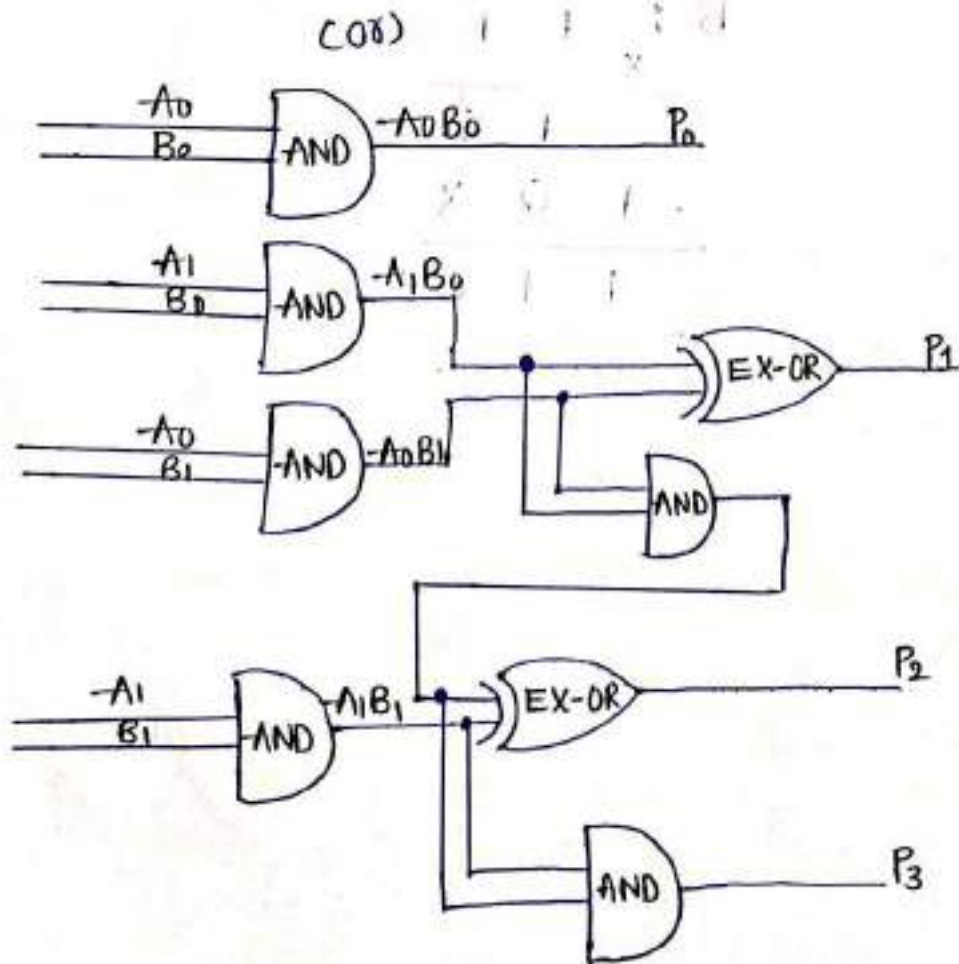 (or)
A0
B0
AND
A0B0
P0
A1
B0
AND
A1B0
EX-OR
P1
A0
B1
AND
A0B1
AND
A1
B1
AND
A1B1
EX-OR
P2
AND
P3